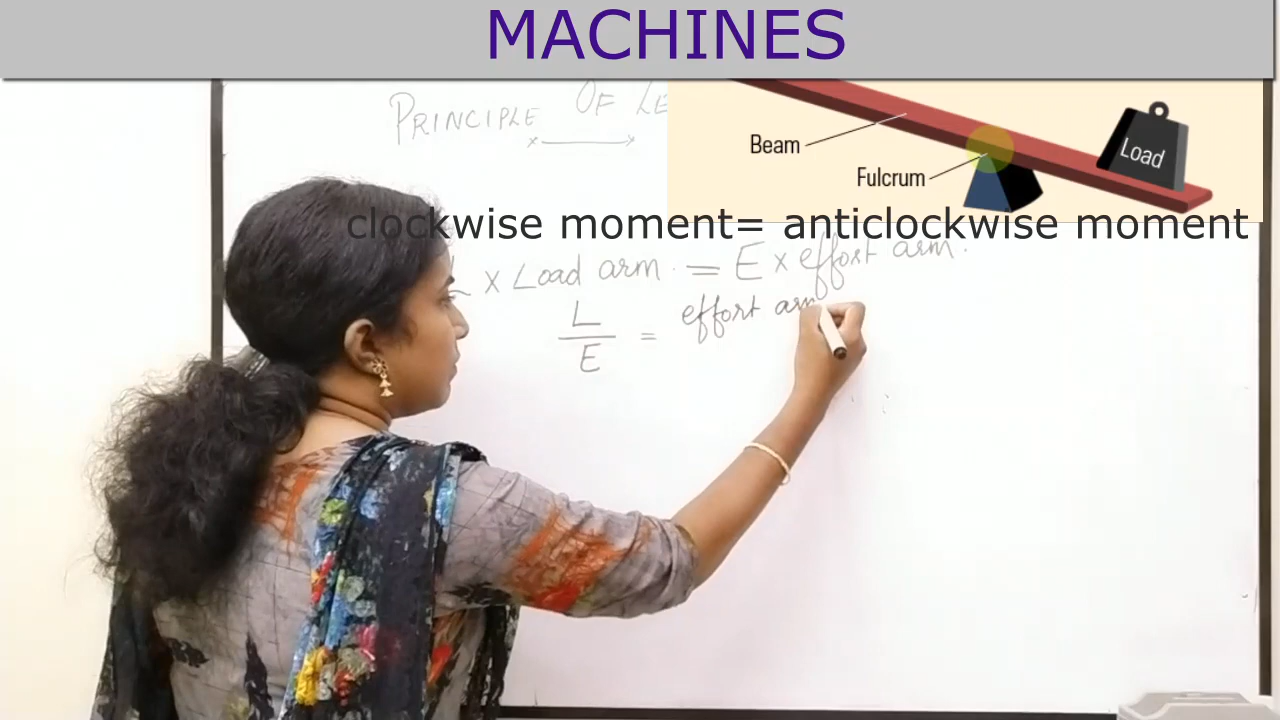 MACHINES
PRINCIPLE OF LE
Beam
Load
Fulcrum
clockwise moment= anticlockwise moment
L × Load arm. = E × effort arm.
L
E
=
effort arm